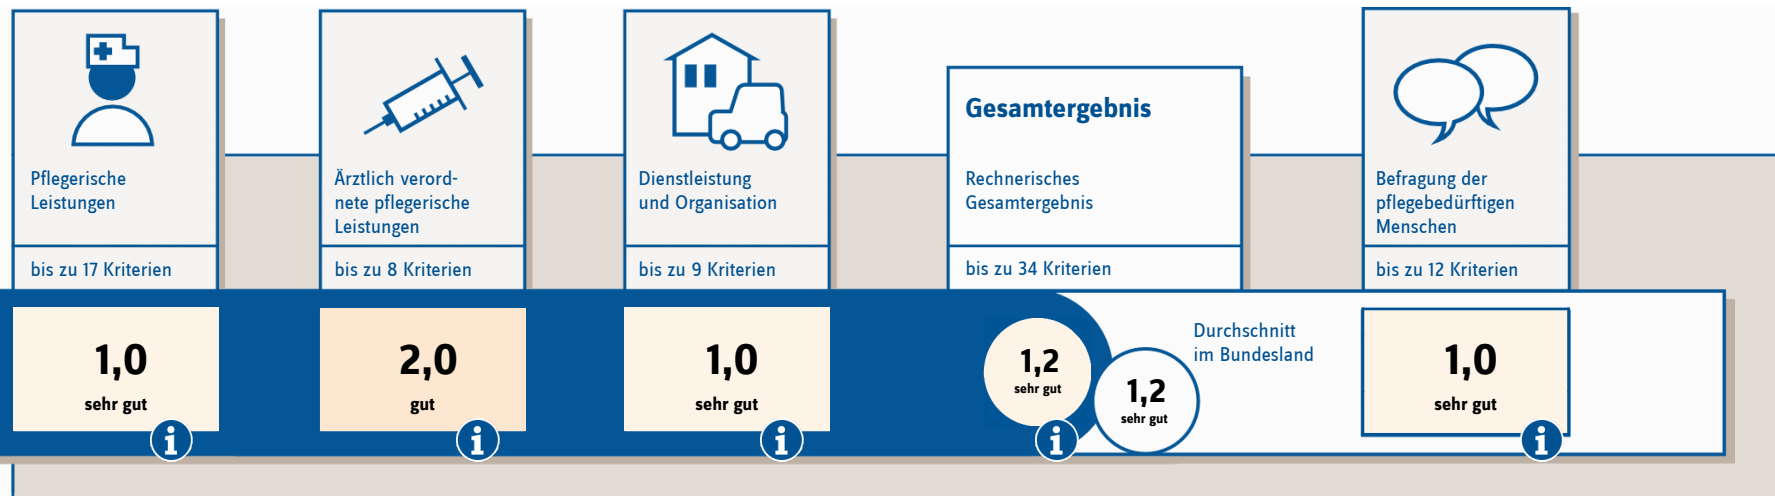 Pflegerische
Leistungen
bis zu 17 Kriterien
1,0
sehr gut
i
Ärztlich verord-
nete pflegerische
Leistungen
bis zu 8 Kriterien
2,0
gut
i
Dienstleistung
und Organisation
bis zu 9 Kriterien
1,0
sehr gut
i
Gesamtergebnis
Rechnerisches
Gesamtergebnis
bis zu 34 Kriterien
1,2
sehr gut
i
1,2
sehr gut
Durchschnitt
im Bundesland
Befragung der
pflegebedürftigen
Menschen
bis zu 12 Kriterien
1,0
sehr gut
i